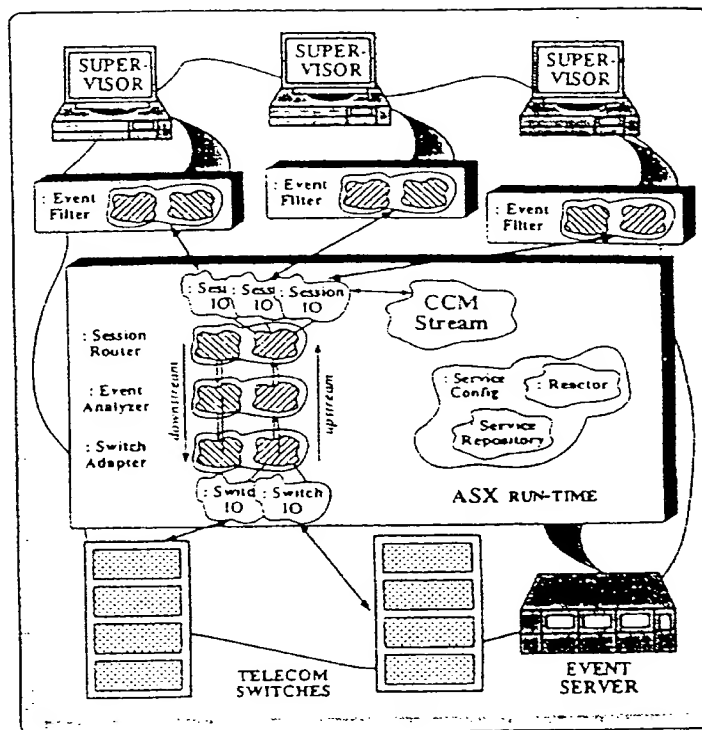 SUPER-
VISOR
SUPER-
VISOR
SUPER-
VISOR
: Event
Filter
: Event
Filter
: Event
Filter
: Sessi
IO
: Sessi
IO
: Session
IO
CCM
Stream
: Session
Router
: Event
Analyzer
: Switch
Adapter
downstream
upstream
: Service
Config
: Reactor
Service
Repository
: Switch
IO
: Switch
IO
ASX RUN-TIME
TELECOM
SWITCHES
EVENT
SERVER